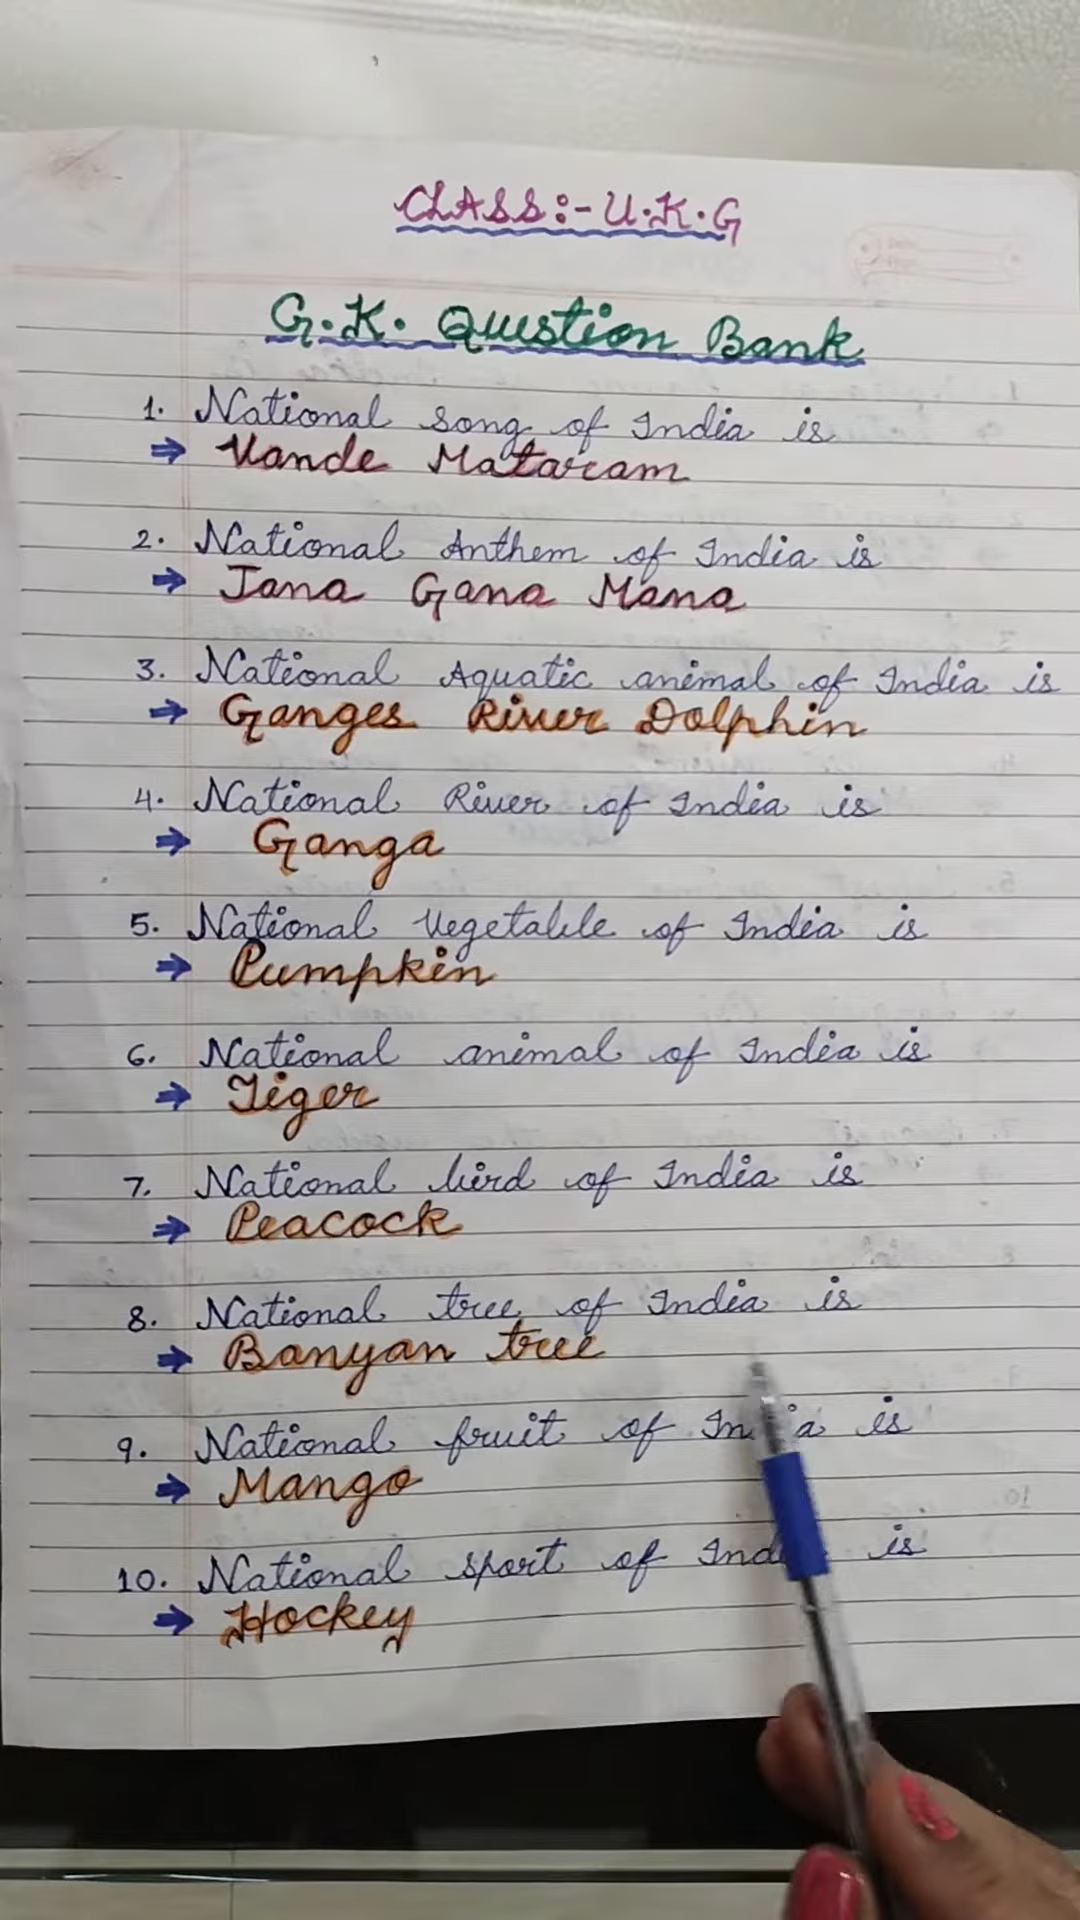 CLASS:- U.K.G
G.K. Question Bank
1. National song of India is
⇒ Vande Mataram
2. National Anthem of India is
⇒ Jana Gana Mana
3. National Aquatic animal of India is
⇒ Ganges River Dolphin
4. National River of India is
⇒ Ganga
5. National Vegetable of India is
⇒ Pumpkin
6. National animal of India is
⇒ Tiger
7. National bird of India is
⇒ Peacock
8. National tree of India is
⇒ Banyan tree
9. National fruit of India is
⇒ Mango
10. National sport of India is
⇒ Hockey